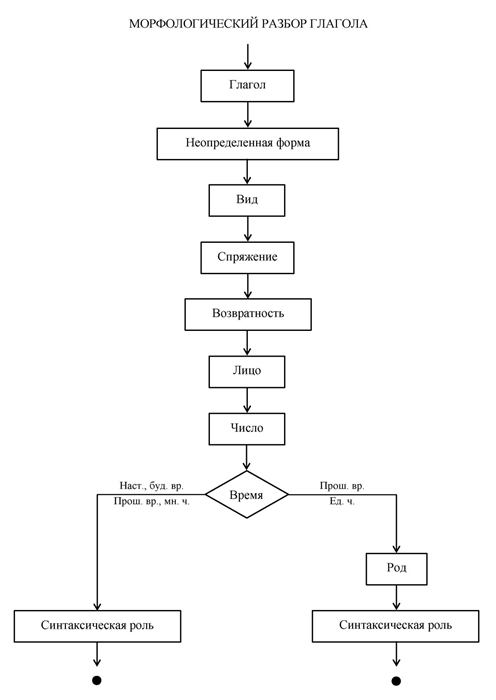 МОРФОЛОГИЧЕСКИЙ РАЗБОР ГЛАГОЛА
Глагол
Неопределенная форма
Вид
Спряжение
Возвратность
Лицо
Число
Время
Наст., буд. вр.
Прош. вр., мн. ч.
Прош. вр.
Ед. ч.
Род
Синтаксическая роль
Синтаксическая роль